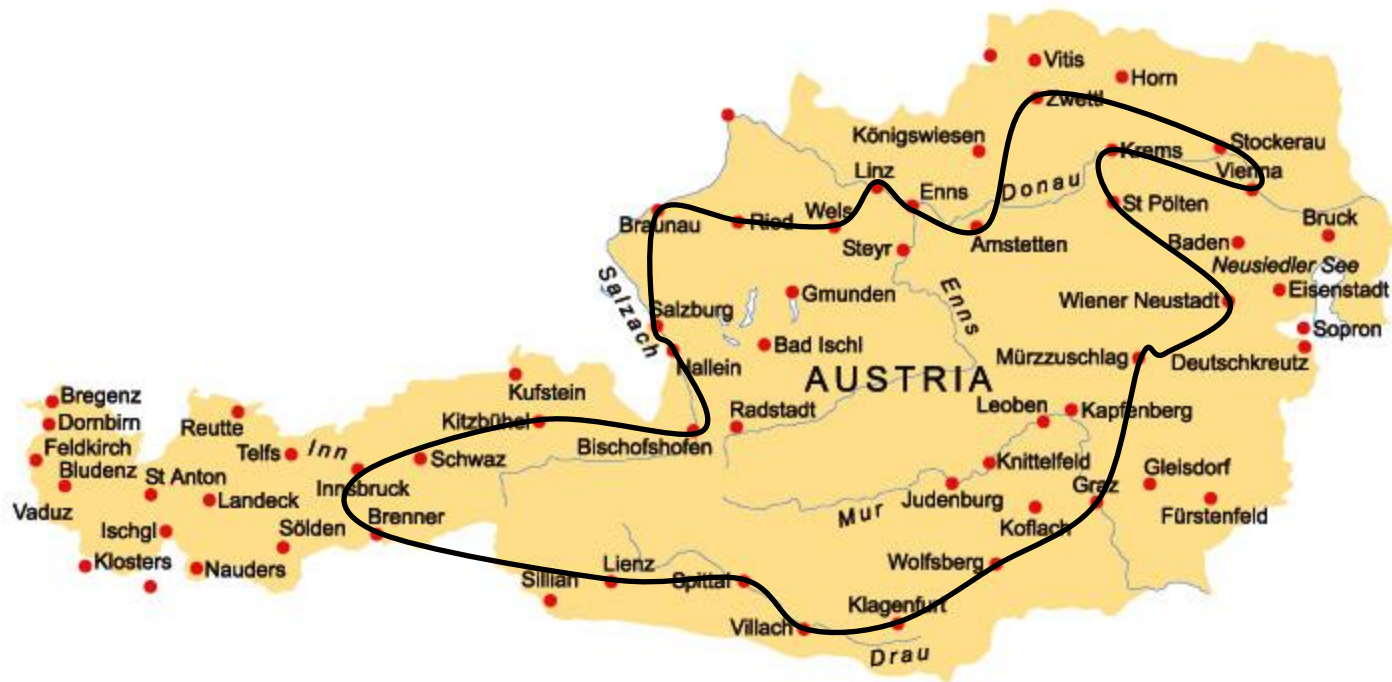 Vitis
Horn
Zwettl
Königswiesen
Krems
Stockerau
Linz
Enns
Donau
Vienna
Braunau
Ried
Wels
St Pölten
Bruck
Steyr
Amstetten
Baden
Neusiedler See
Salzach
Gmunden
Enns
Wiener Neustadt
Eisenstadt
Salzburg
Sopron
Hallein
Bad Ischl
Mürzzuschlag
Deutschkreutz
AUSTRIA
Kufstein
Bregenz
Dornbirn
Reutte
Kitzbühel
Radstadt
Leoben
Kapfenberg
Feldkirch
Telfs
Inn
Schwaz
Bischofshofen
Knittelfeld
Gleisdorf
Bludenz
St Anton
Innsbruck
Judenburg
Graz
Vaduz
Landeck
Brenner
Mur
Koflach
Fürstenfeld
Ischgl
Sölden
Klosters
Nauders
Lienz
Wolfsberg
Sillian
Spittal
Klagenfurt
Villach
Drau